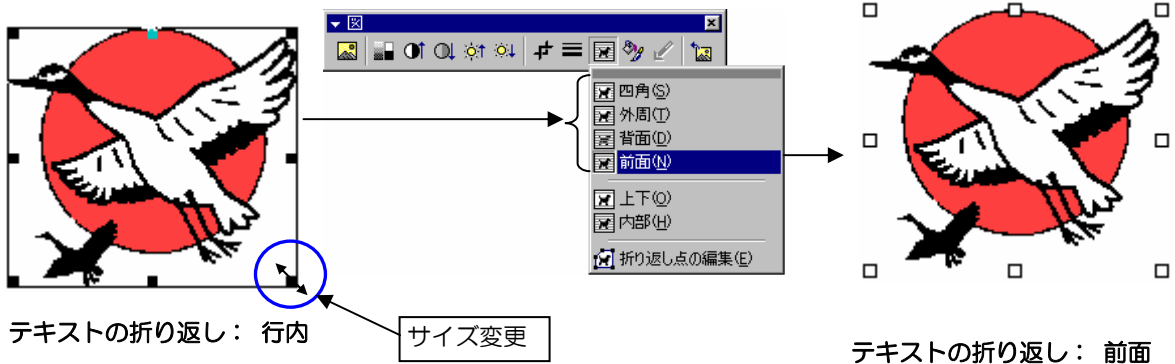 図
四角(S)
外周(T)
背面(D)
前面(N)
上下(O)
内部(H)
折り返し点の編集(E)
テキストの折り返し： 行内
サイズ変更
テキストの折り返し： 前面